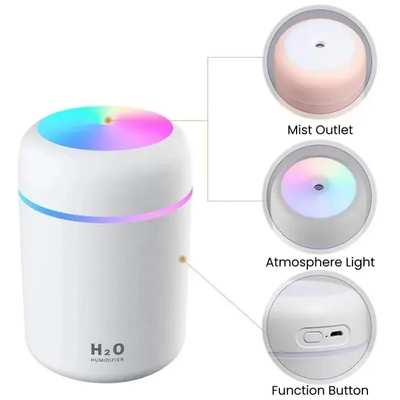 Mist Outlet
Atmosphere Light
H2O
HUMIDIFIER
Function Button